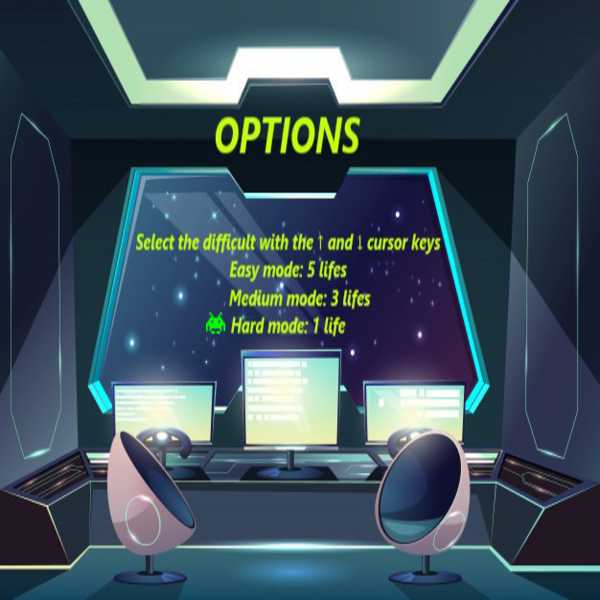 OPTIONS
Select the difficult with the ↑ and ↓ cursor keys
Easy mode: 5 lifes
Medium mode: 3 lifes
Hard mode: 1 life